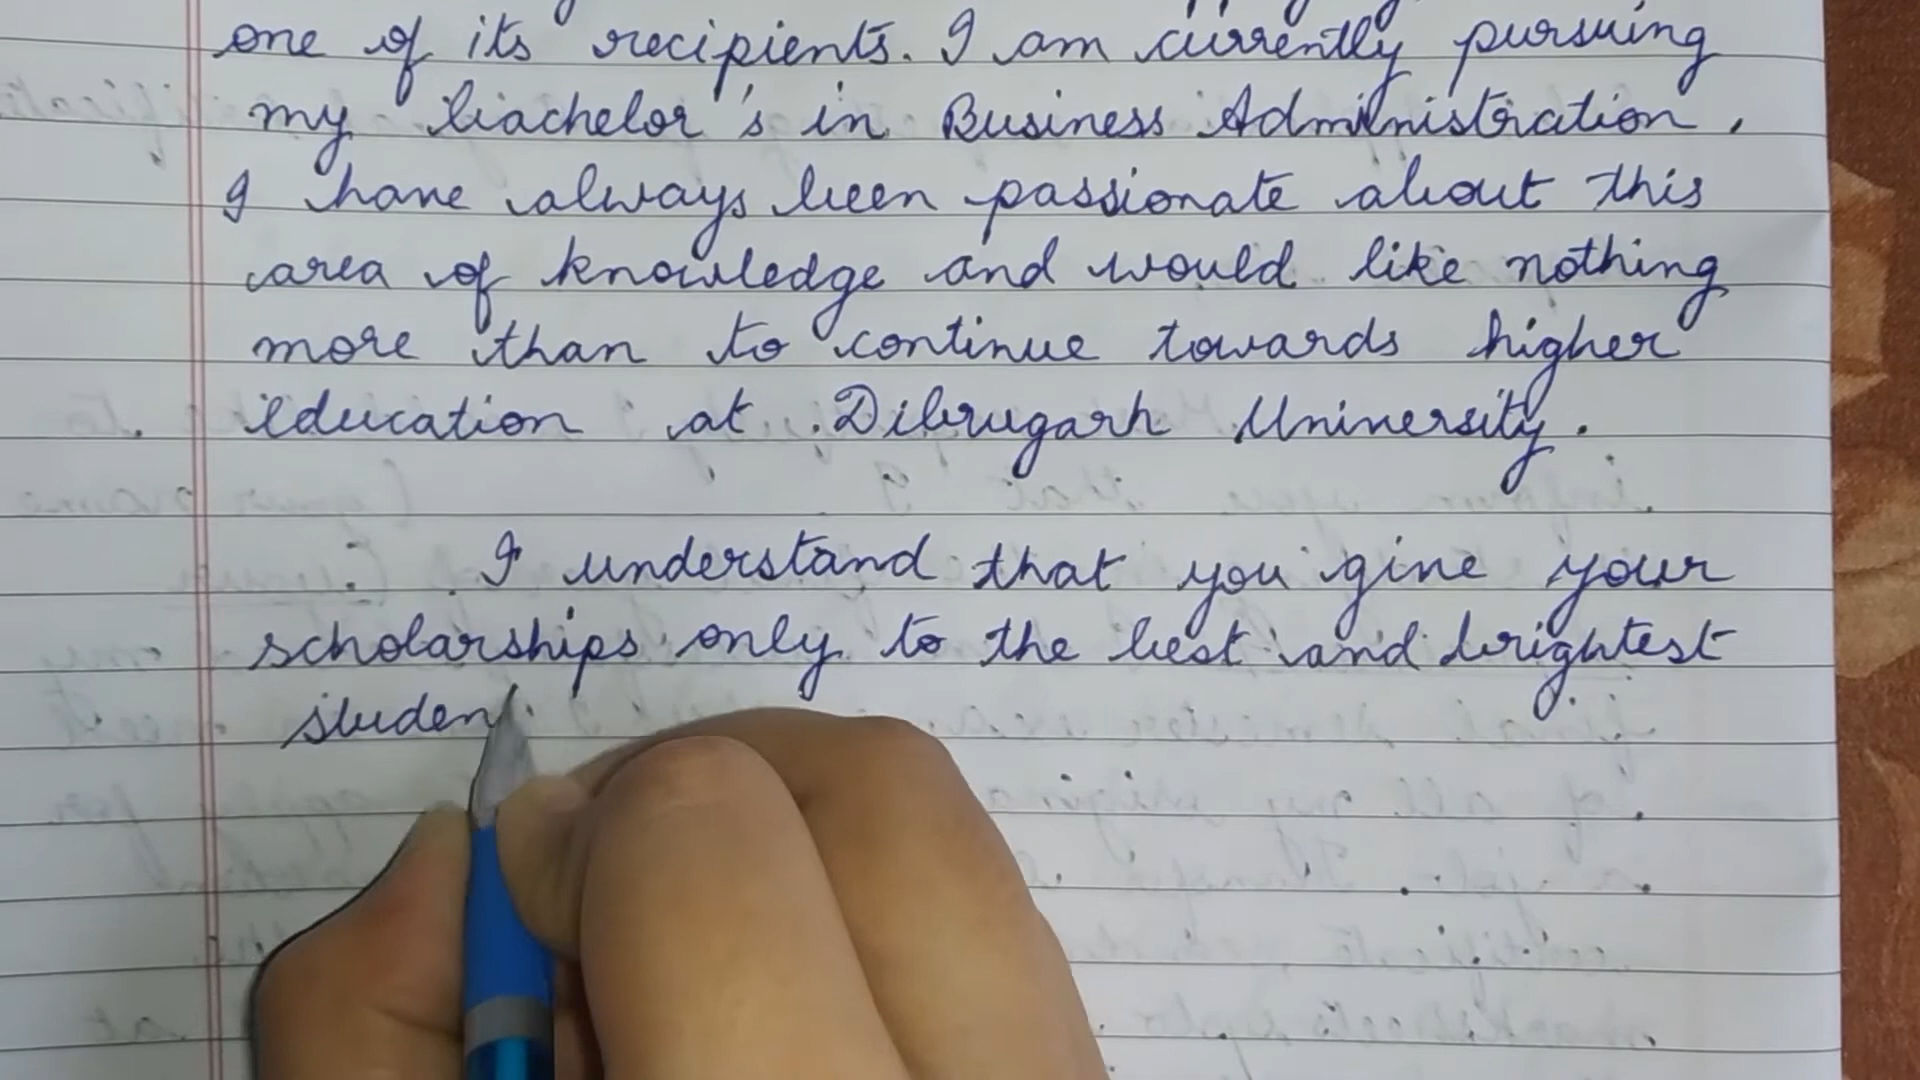 one of its recipients. I am currently pursuing
my bachelor's in Business Administration.
I have always been passionate about this
area of knowledge and would like nothing
more than to continue towards higher
education at Dibrugarh University.
I understand that you give your
scholarships only to the best and brightest
studen